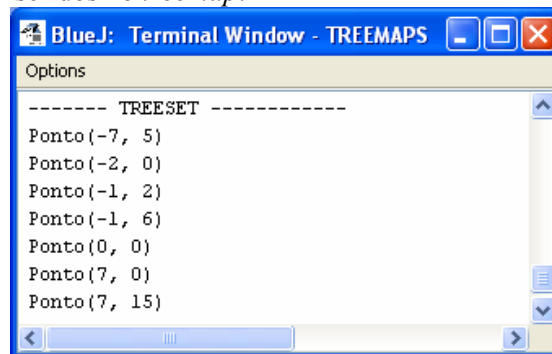 BlueJ: Terminal Window - TREEMAPS
Options
------- TREESET ------------
Ponto(-7, 5)
Ponto(-2, 0)
Ponto(-1, 2)
Ponto(-1, 6)
Ponto(0, 0)
Ponto(7, 0)
Ponto(7, 15)